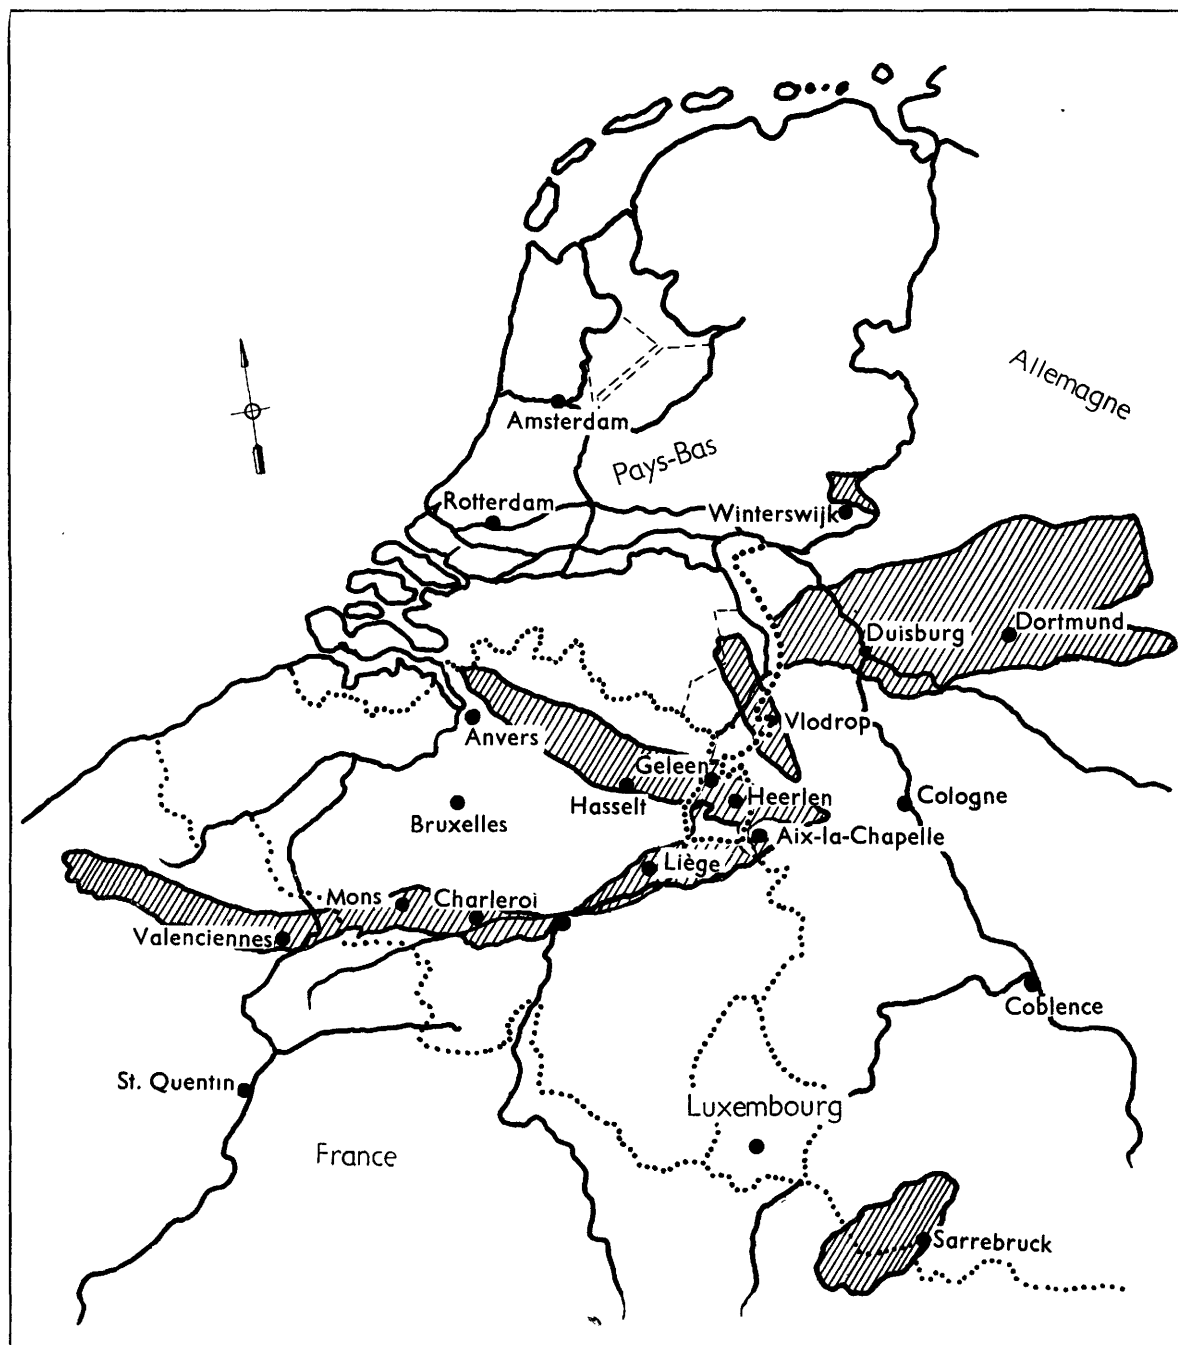 Allemagne
Amsterdam
Pays-Bas
Rotterdam
Winterswijk
Duisburg
Dortmund
Anvers
Vlodrop
Geleen
Hasselt
Heerlen
Cologne
Bruxelles
Aix-la-Chapelle
Liège
Mons
Charleroi
Valenciennes
Coblence
St. Quentin
Luxembourg
France
Sarrebruck